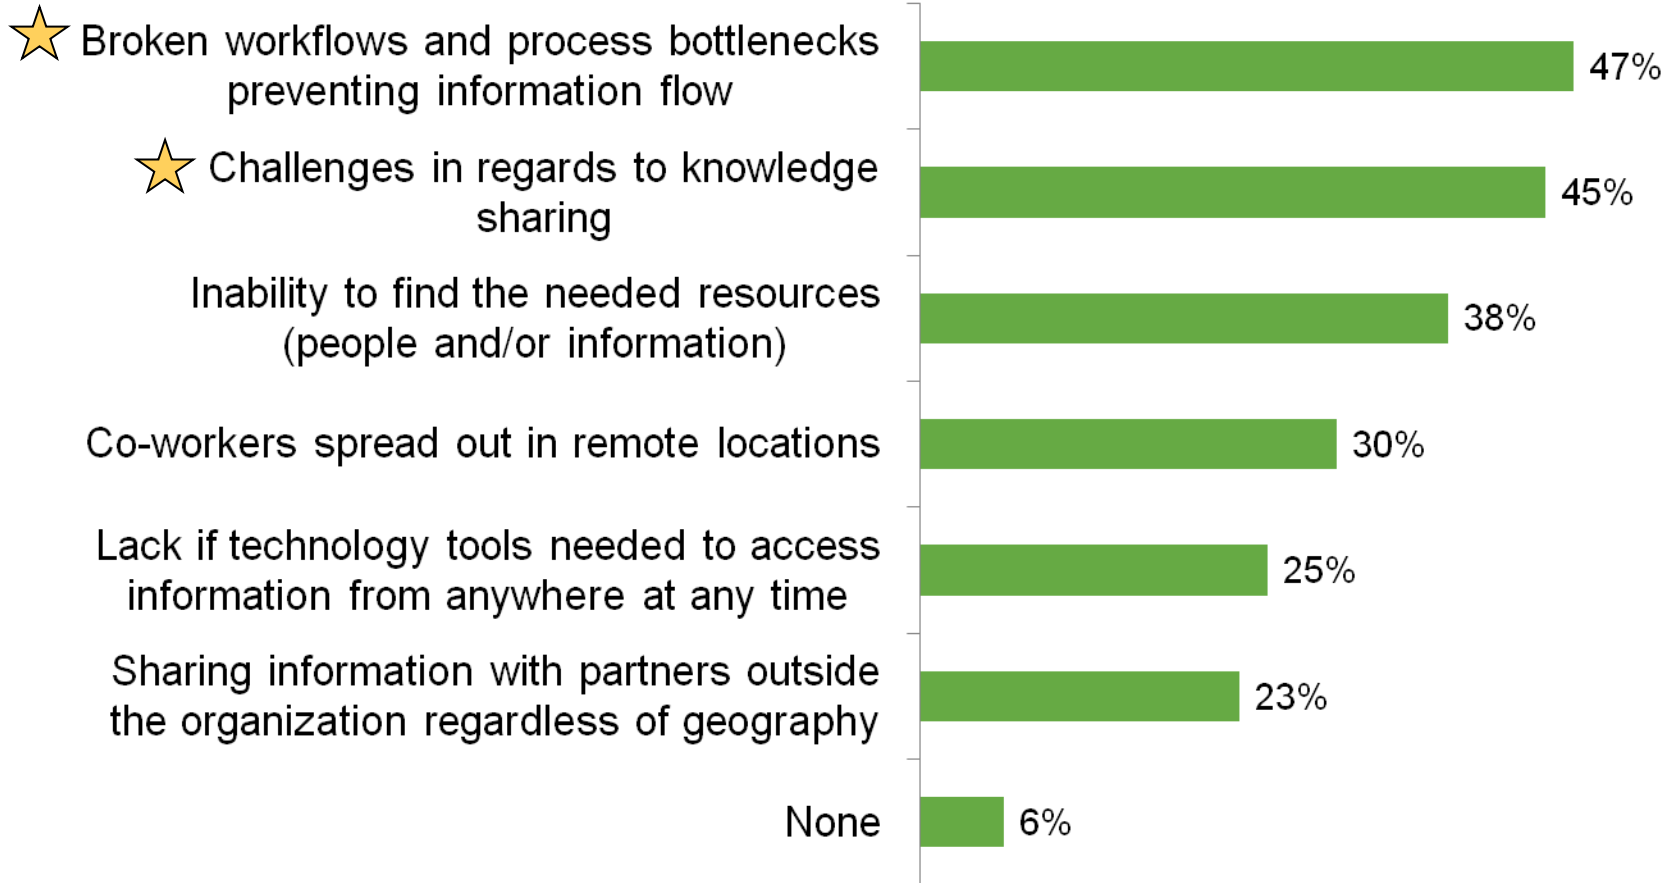 Broken workflows and process bottlenecks
preventing information flow
47%
Challenges in regards to knowledge
sharing
45%
Inability to find the needed resources
(people and/or information)
38%
Co-workers spread out in remote locations
30%
Lack if technology tools needed to access
information from anywhere at any time
25%
Sharing information with partners outside
the organization regardless of geography
23%
None
6%